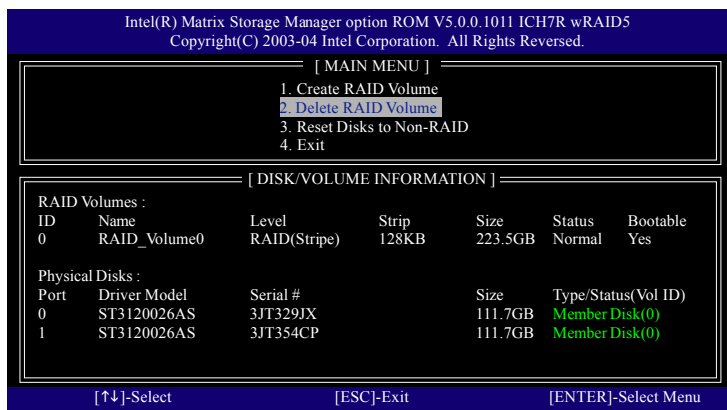 Intel(R) Matrix Storage Manager option ROM V5.0.0.1011 ICH7R wRAID5
Copyright(C) 2003-04 Intel Corporation. All Rights Reversed.
[ MAIN MENU ]
1. Create RAID Volume
2. Delete RAID Volume
3. Reset Disks to Non-RAID
4. Exit
[ DISK/VOLUME INFORMATION ]
RAID Volumes :
ID Name Level Strip Size Status Bootable
0 RAID_Volume0 RAID(Stripe) 128KB 223.5GB Normal Yes
Physical Disks :
Port Driver Model Serial # Size Type/Status(Vol ID)
0 ST3120026AS 3JT329JX 111.7GB Member Disk(0)
1 ST3120026AS 3JT354CP 111.7GB Member Disk(0)
[↑↓]-Select [ESC]-Exit [ENTER]-Select Menu